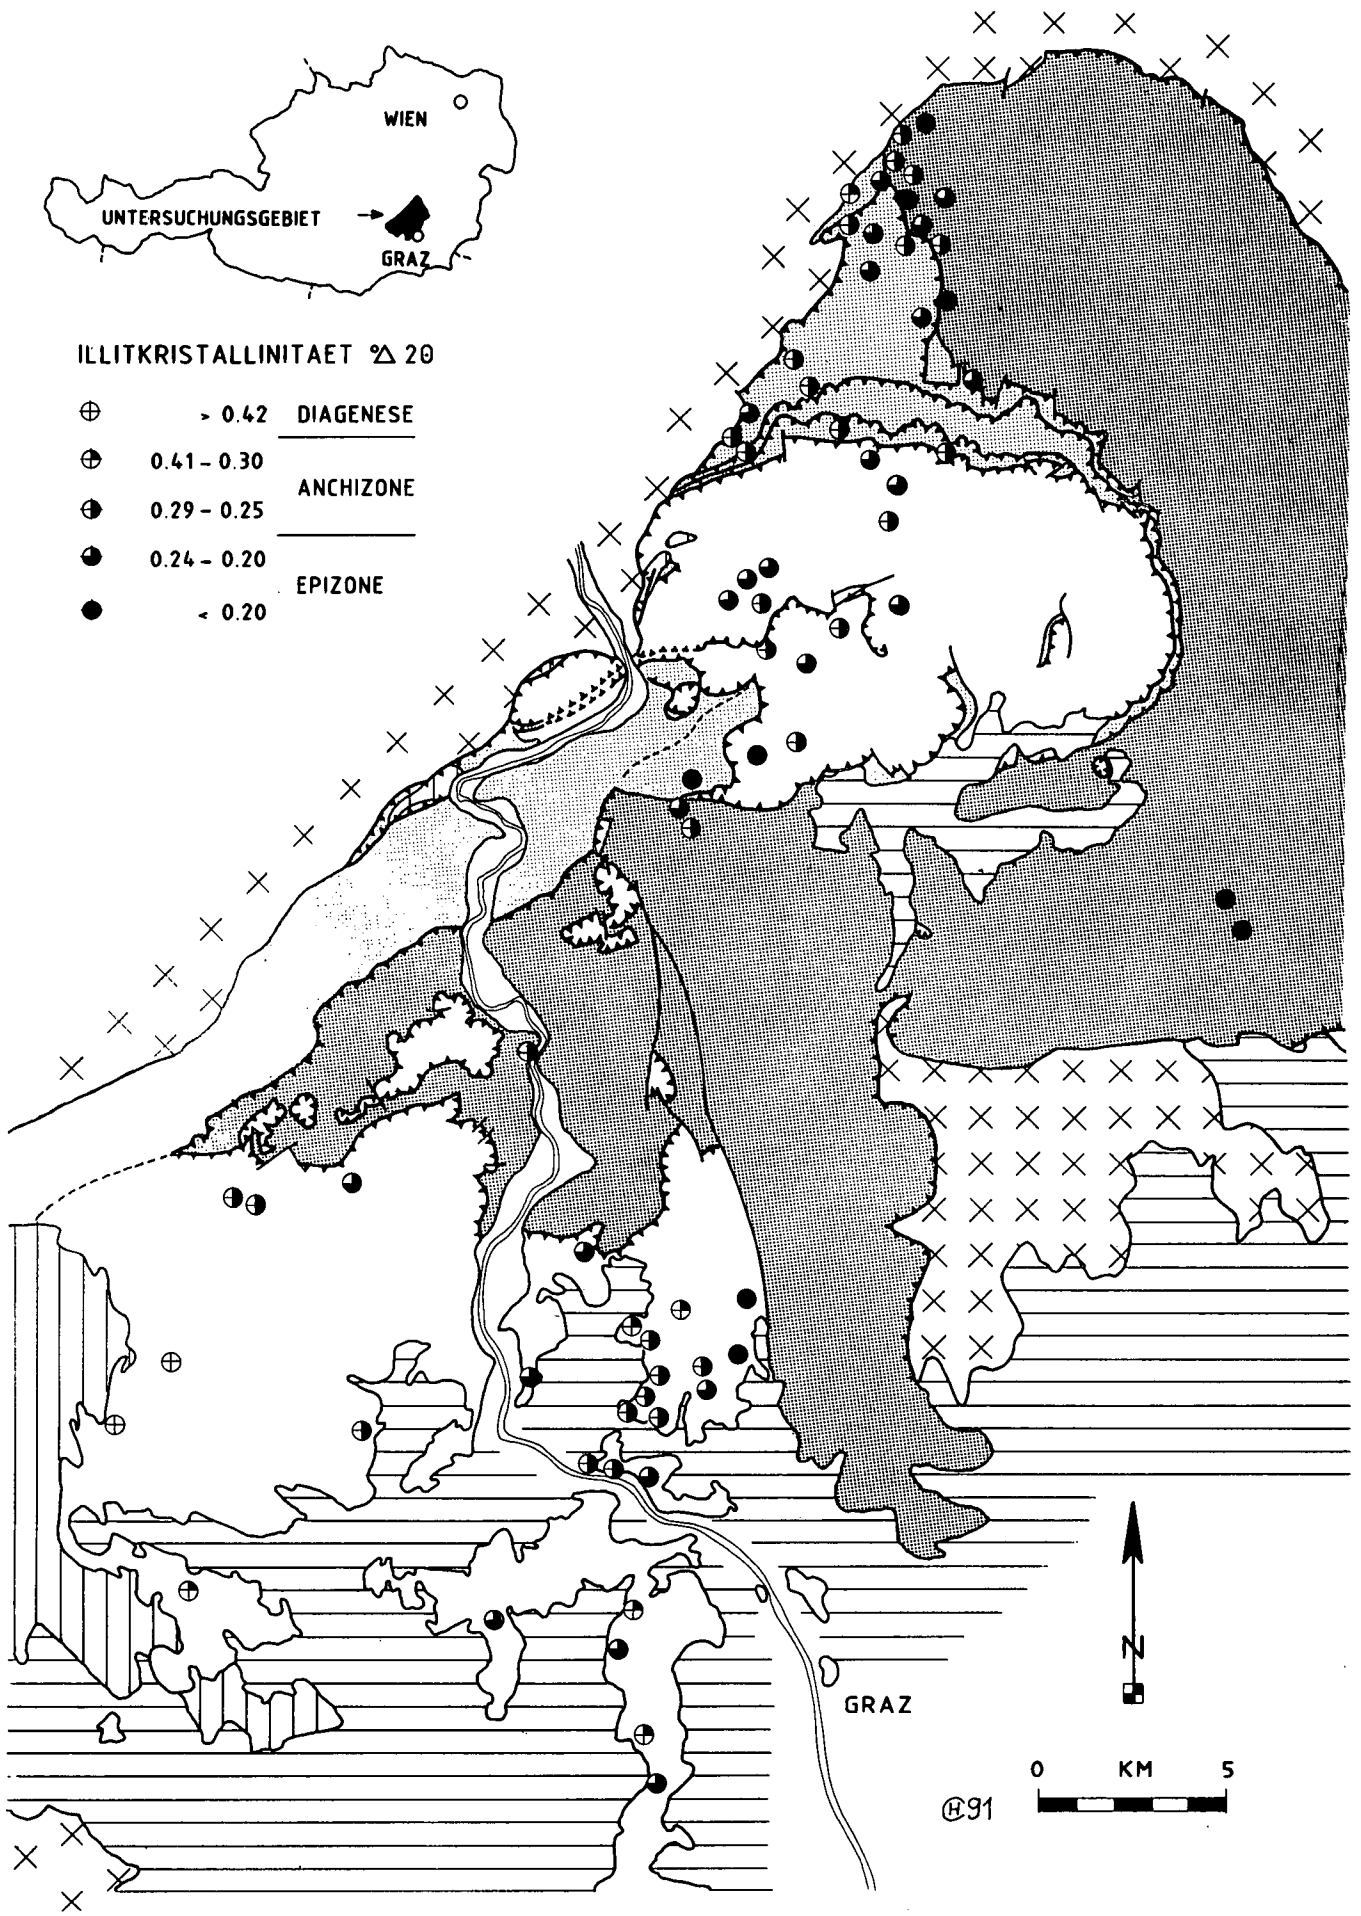 WIEN
UNTERSUCHUNGSGEBIET
GRAZ
ILLITKRISTALLINITAET °Δ 2θ
> 0.42 DIAGENESE
0.41 – 0.30
ANCHIZONE
0.29 – 0.25
0.24 – 0.20
EPIZONE
< 0.20
N
GRAZ
0 KM 5
H 91